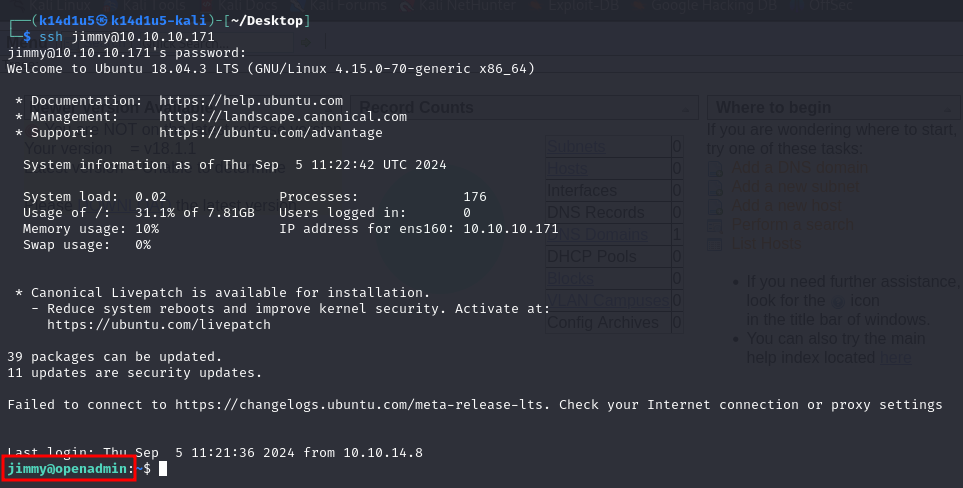 Kali Linux Kali Tools Kali Docs Kali Forums Kali NetHunter Exploit-DB Google Hacking DB OffSec
┌──(k14d1u5㉿k14d1u5-kali)-[~/Desktop]
└─$ ssh jimmy@10.10.10.171
jimmy@10.10.10.171's password:
Welcome to Ubuntu 18.04.3 LTS (GNU/Linux 4.15.0-70-generic x86_64)
* Documentation:  https://help.ubuntu.com
* Management:     https://landscape.canonical.com
* Support:        https://ubuntu.com/advantage
System information as of Thu Sep  5 11:22:42 UTC 2024
System load:  0.02              Processes:             176
Usage of /:   31.1% of 7.81GB   Users logged in:       0
Memory usage: 10%               IP address for ens160: 10.10.10.171
Swap usage:   0%
* Canonical Livepatch is available for installation.
- Reduce system reboots and improve kernel security. Activate at:
https://ubuntu.com/livepatch
39 packages can be updated.
11 updates are security updates.
Failed to connect to https://changelogs.ubuntu.com/meta-release-lts. Check your Internet connection or proxy settings
Last login: Thu Sep  5 11:21:36 2024 from 10.10.14.8
jimmy@openadmin:~$
Your version = v18.1.1
Record Counts
Subnets 0
Hosts 0
Interfaces 0
DNS Records 0
DNS Domains 1
DHCP Pools 0
Blocks 0
VLAN Campuses 0
Config Archives 0
Where to begin
If you are wondering where to start,
try one of these tasks:
Add a DNS domain
Add a new subnet
Add a new host
Perform a search
List Hosts
• If you need further assistance,
look for the icon
in the title bar of windows.
• You can also try the main
help index located here